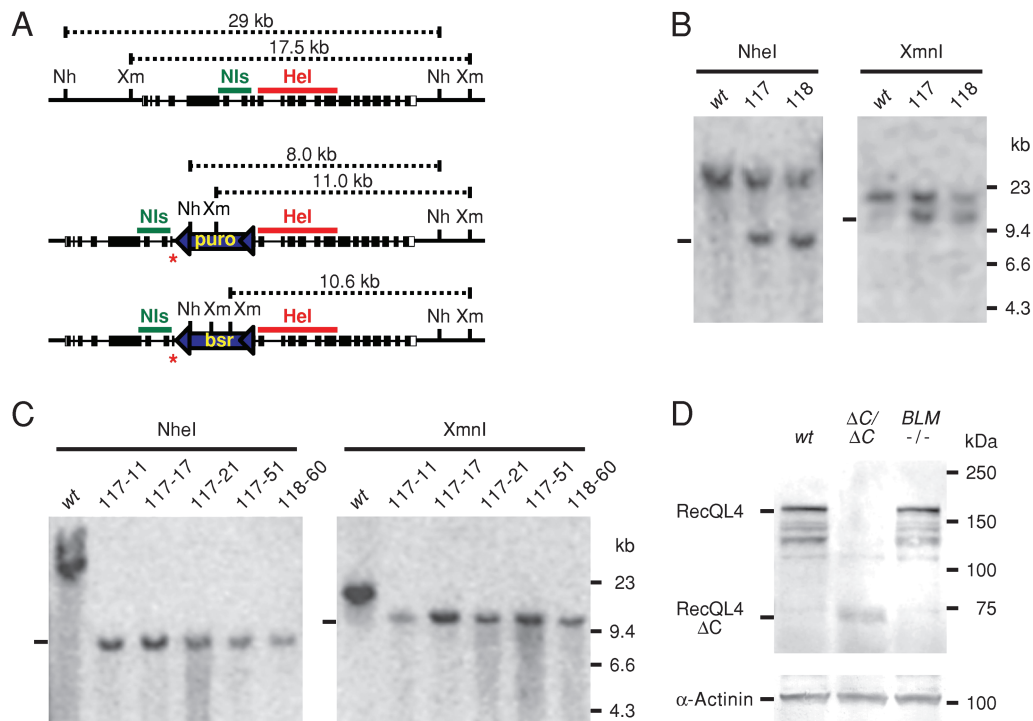 A
29 kb
17.5 kb
Nh Xm Nls Hel Nh Xm
8.0 kb
11.0 kb
Nls Nh Xm Hel Nh Xm
puro
*
10.6 kb
Nls Nh Xm Xm Hel Nh Xm
bsr
*
B
NheI XmnI
wt 117 118 wt 117 118
kb
23
9.4
6.6
4.3
C
NheI XmnI
wt 117-11 117-17 117-21 117-51 118-60 wt 117-11 117-17 117-21 117-51 118-60
kb
23
9.4
6.6
4.3
D
wt ΔC/ΔC BLM -/-
kDa
250
RecQL4
150
100
75
RecQL4
ΔC
α-Actinin 100